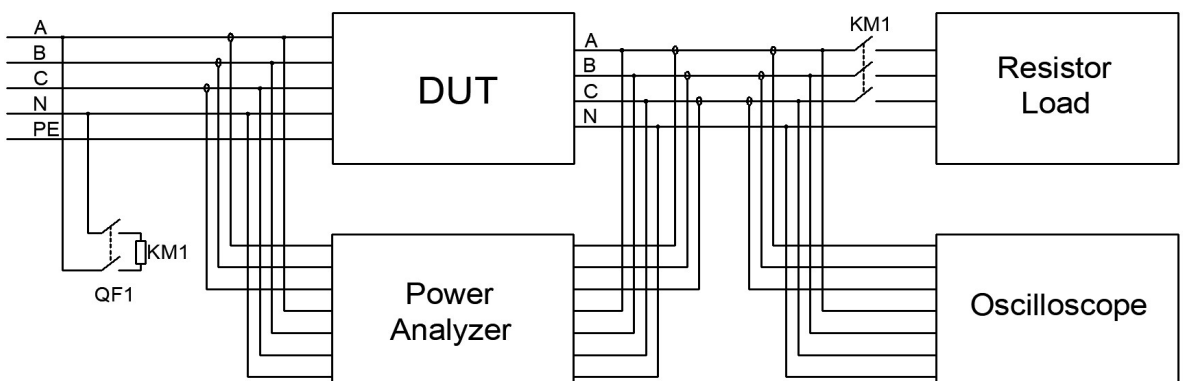 A
B
C
N
PE
DUT
A
B
C
N
KM1
Resistor
Load
KM1
QF1
Power
Analyzer
Oscilloscope